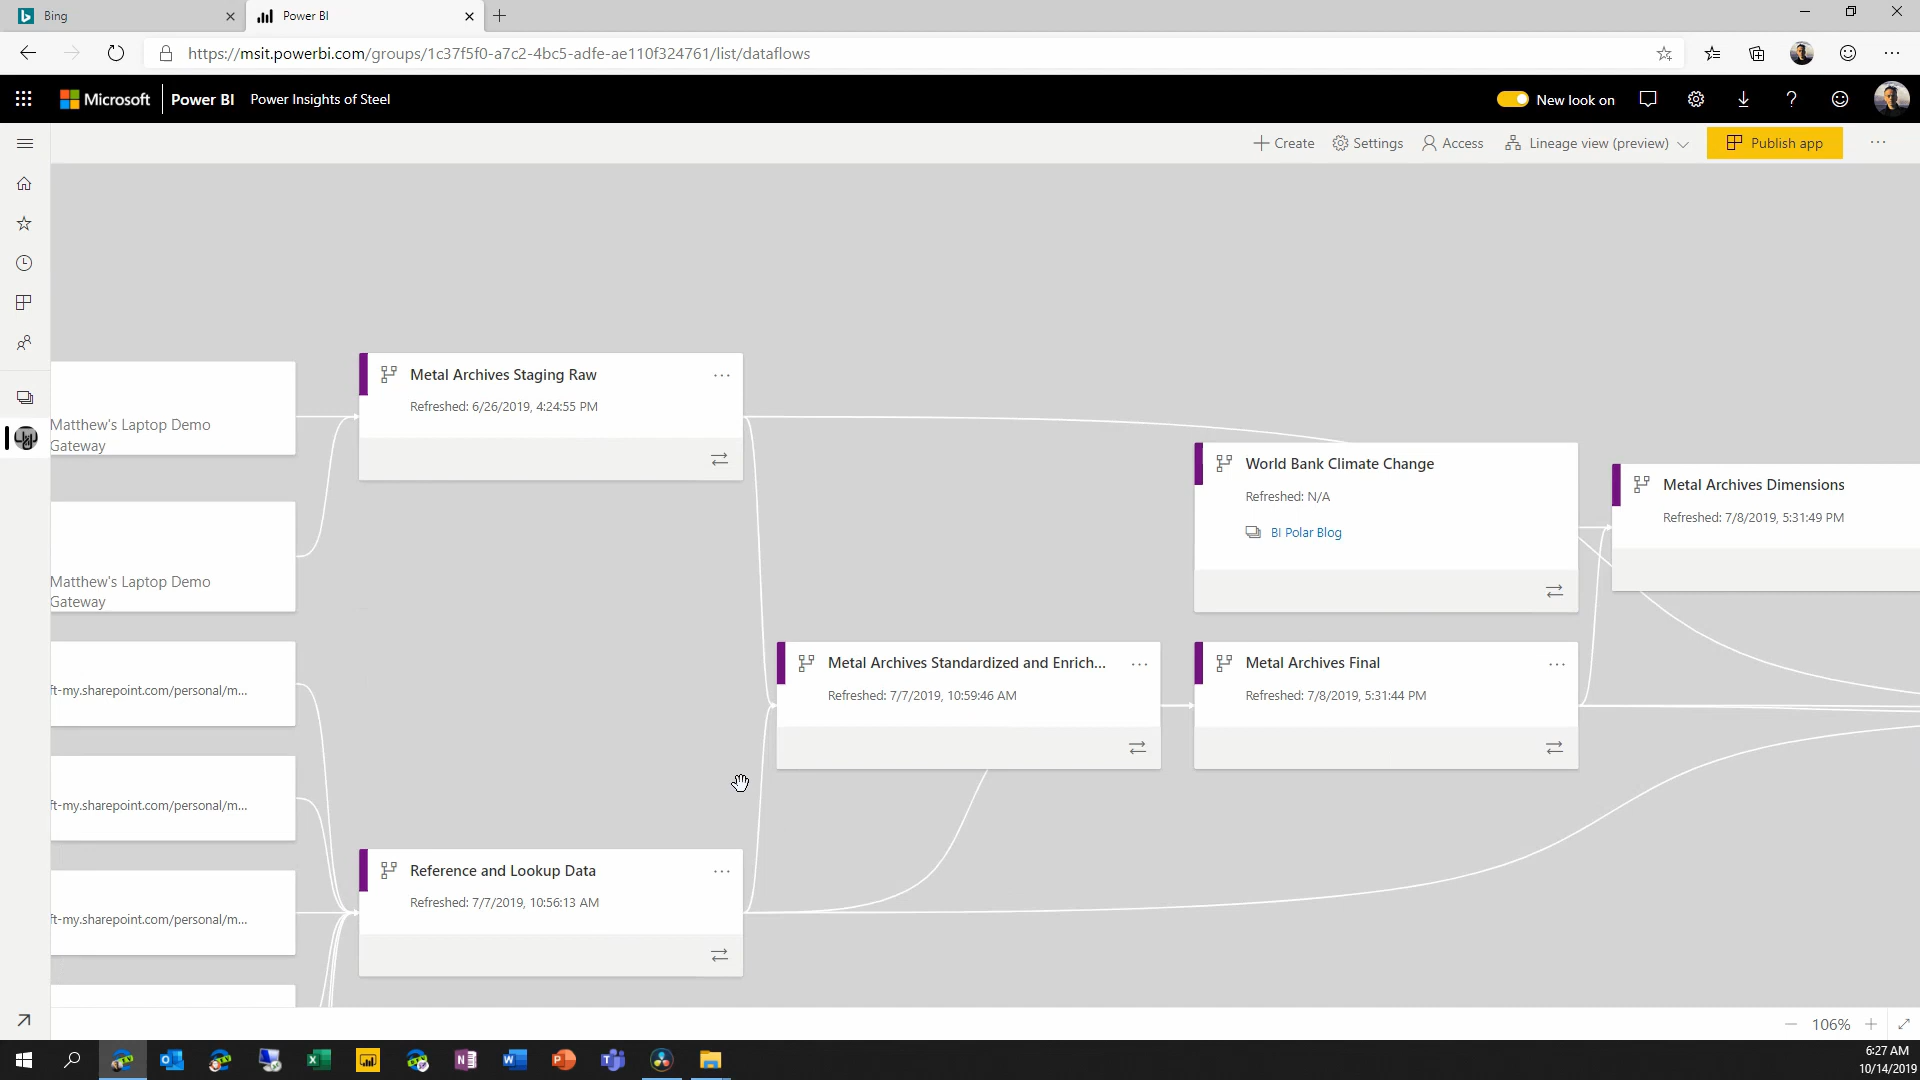 Bing
Power BI
https://msit.powerbi.com/groups/1c37f5f0-a7c2-4bc5-adfe-ae110f324761/list/dataflows
Microsoft
Power BI
Power Insights of Steel
New look on
Create
Settings
Access
Lineage view (preview)
Publish app
Metal Archives Staging Raw
Refreshed: 6/26/2019, 4:24:55 PM
Matthew's Laptop Demo
Gateway
World Bank Climate Change
Refreshed: N/A
BI Polar Blog
Metal Archives Dimensions
Refreshed: 7/8/2019, 5:31:49 PM
Matthew's Laptop Demo
Gateway
Metal Archives Standardized and Enrich...
Refreshed: 7/7/2019, 10:59:46 AM
Metal Archives Final
Refreshed: 7/8/2019, 5:31:44 PM
ft-my.sharepoint.com/personal/m...
ft-my.sharepoint.com/personal/m...
Reference and Lookup Data
Refreshed: 7/7/2019, 10:56:13 AM
ft-my.sharepoint.com/personal/m...
106%
6:27 AM
10/14/2019